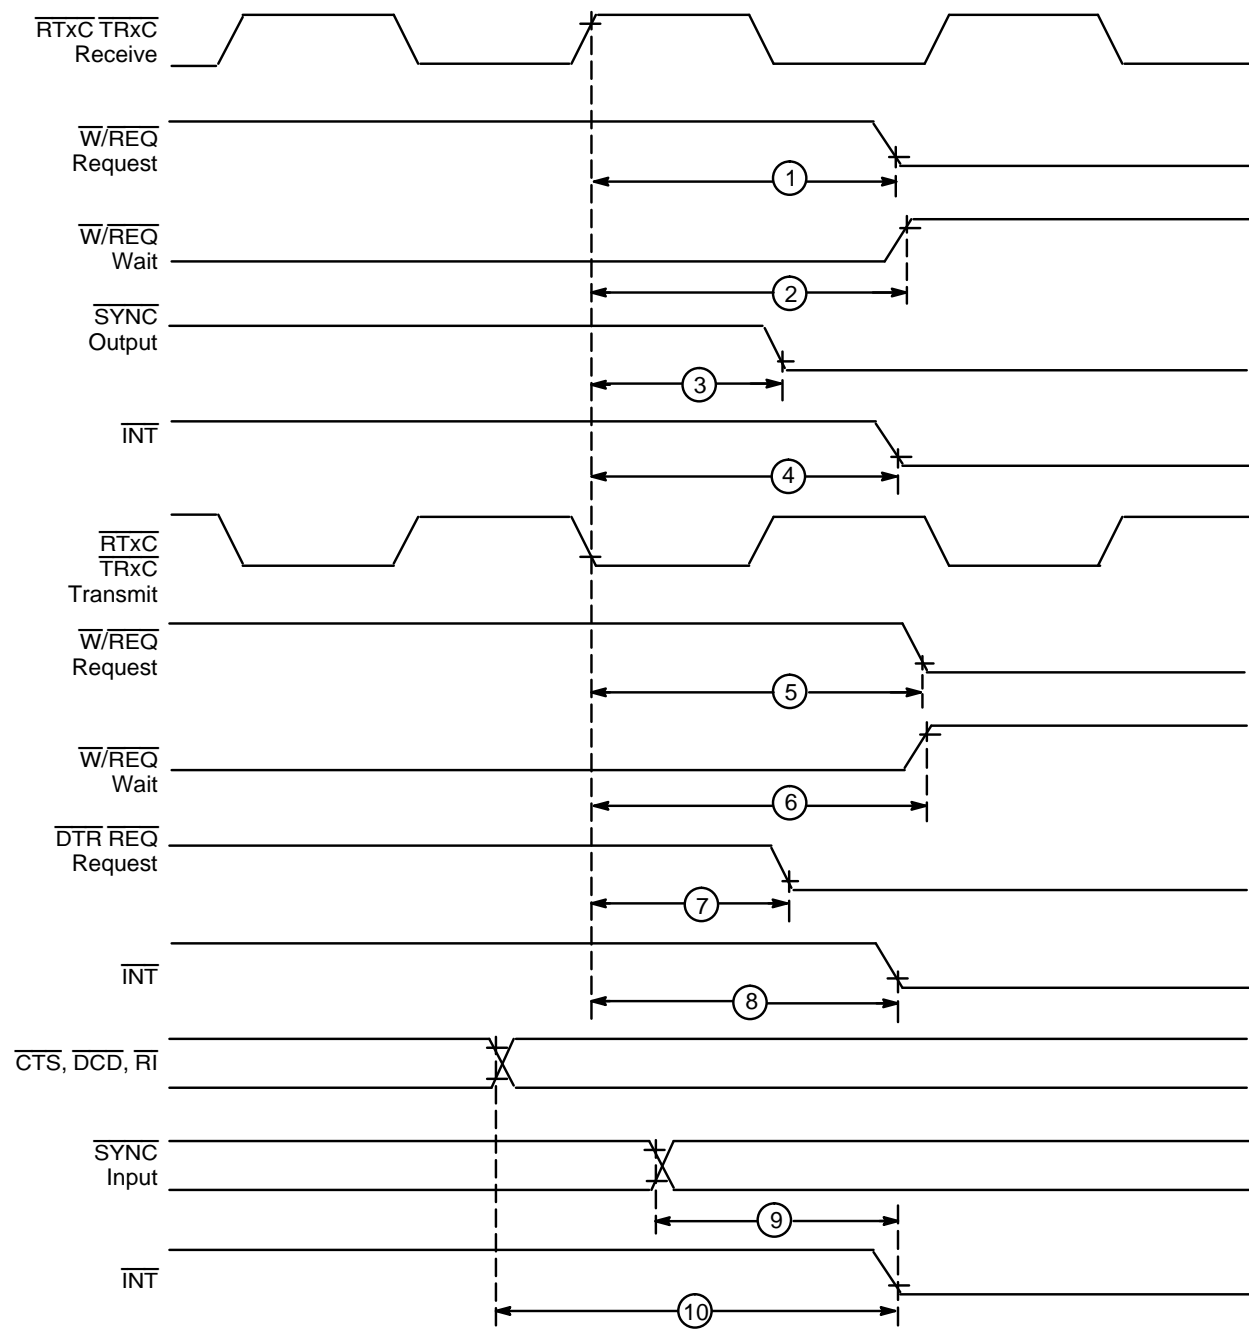 RTxC TRxC
Receive
W/REQ
Request
1
W/REQ
Wait
2
SYNC
Output
3
INT
4
RTxC
TRxC
Transmit
W/REQ
Request
5
W/REQ
Wait
6
DTR REQ
Request
7
INT
8
CTS, DCD, RI
SYNC
Input
9
INT
10